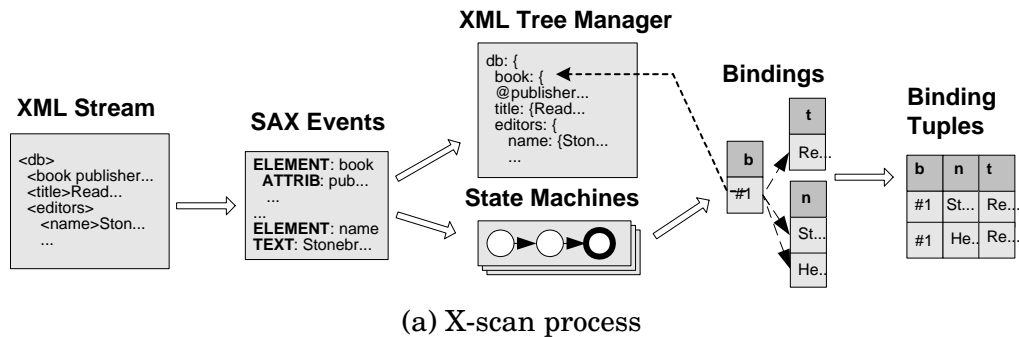 XML Stream
<db>
<book publisher...
<title>Read...
<editors>
<name>Ston...
...
SAX Events
ELEMENT: book
ATTRIB: pub...
...
...
ELEMENT: name
TEXT: Stonebr...
XML Tree Manager
db: {
book: {
@publisher...
title: {Read...
editors: {
name: {Ston...
...
State Machines
Bindings
b
#1
t
Re...
n
St...
He..
Binding
Tuples
b n t
#1 St... Re...
#1 He.. Re...
(a) X-scan process